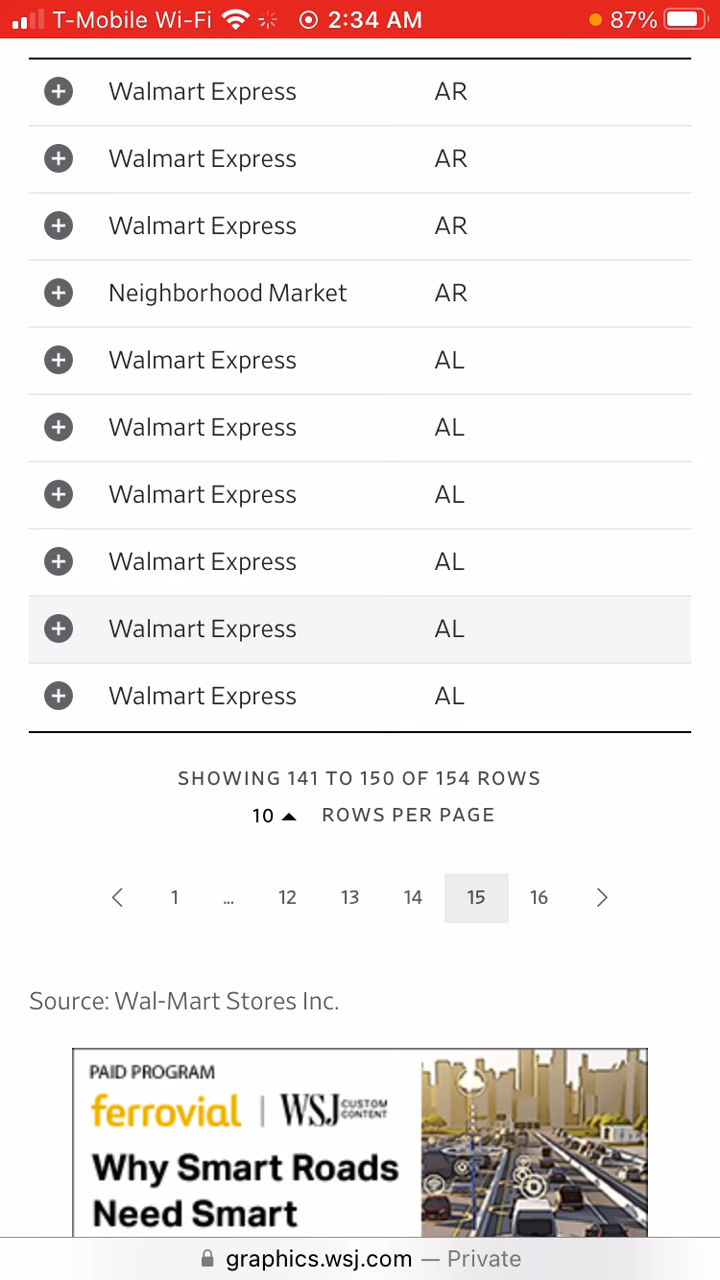 T-Mobile Wi-Fi 2:34 AM 87%
Walmart Express AR
Walmart Express AR
Walmart Express AR
Neighborhood Market AR
Walmart Express AL
Walmart Express AL
Walmart Express AL
Walmart Express AL
Walmart Express AL
Walmart Express AL
SHOWING 141 TO 150 OF 154 ROWS
10 ROWS PER PAGE
1 ... 12 13 14 15 16
Source: Wal-Mart Stores Inc.
PAID PROGRAM
ferrovial | WSJ CUSTOM CONTENT
Why Smart Roads
Need Smart
graphics.wsj.com — Private